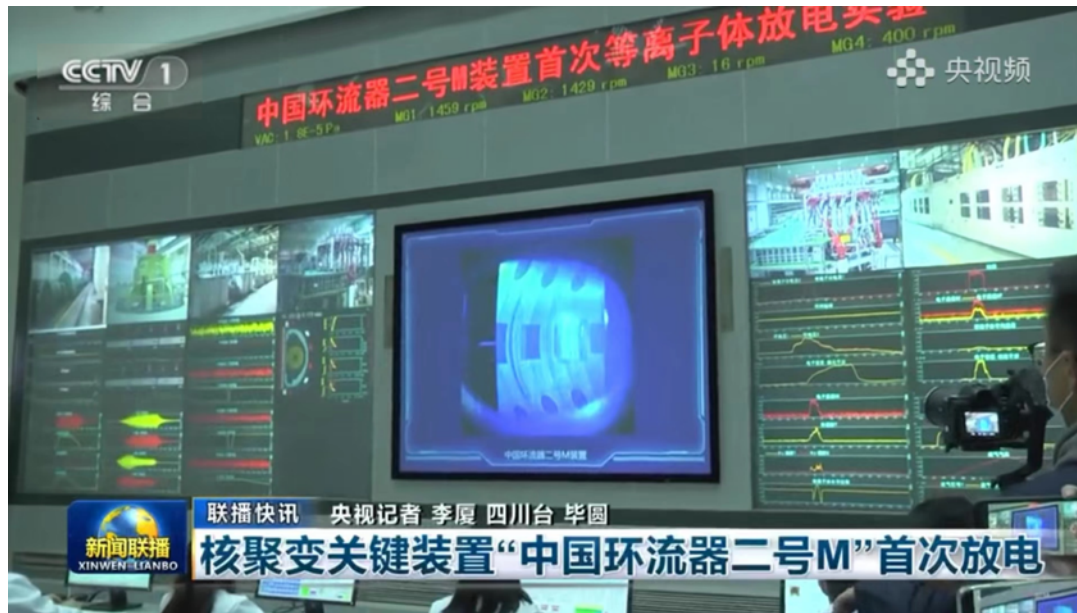 CCTV 1
综合
央视频
中国环流器二号M装置首次等离子体放电实验
VAC: 1.8E-5Pa MG1: 1459 rpm MG2: 1429 rpm MG3: 16 rpm MG4: 400 rpm
中国环流器二号M装置
联播快讯 央视记者 李厦 四川台 毕圆
新闻联播
XINWEN LIANBO
核聚变关键装置“中国环流器二号M”首次放电